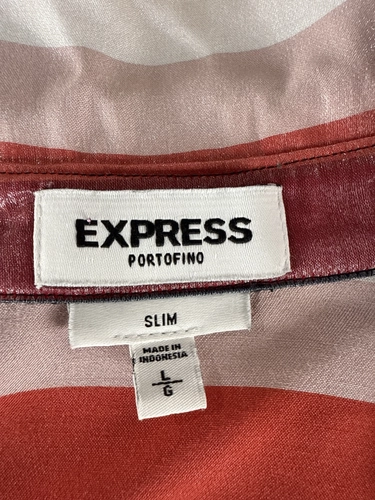 EXPRESS
PORTOFINO
SLIM
MADE IN
INDONESIA
L
G